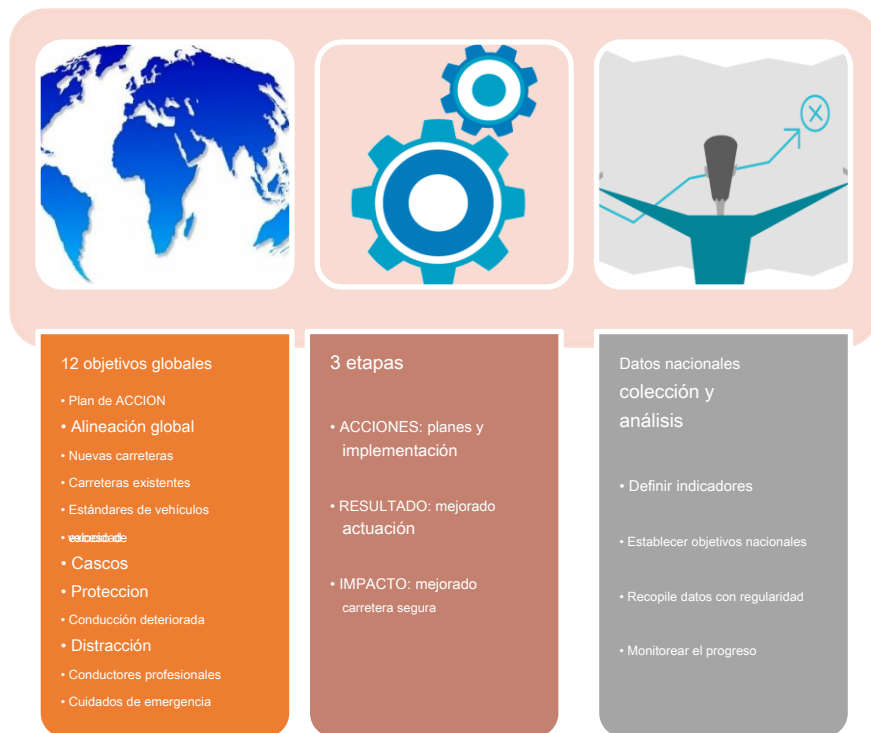 12 objetivos globales
• Plan de ACCION
• Alineación global
• Nuevas carreteras
• Carreteras existentes
• Estándares de vehículos
•
• Cascos
• Proteccion
• Conducción deteriorada
• Distracción
• Conductores profesionales
• Cuidados de emergencia
3 etapas
• ACCIONES: planes y
implementación
• RESULTADO: mejorado
actuación
• IMPACTO: mejorado
carretera segura
Datos nacionales
colección y
análisis
• Definir indicadores
• Establecer objetivos nacionales
• Recopile datos con regularidad
• Monitorear el progreso